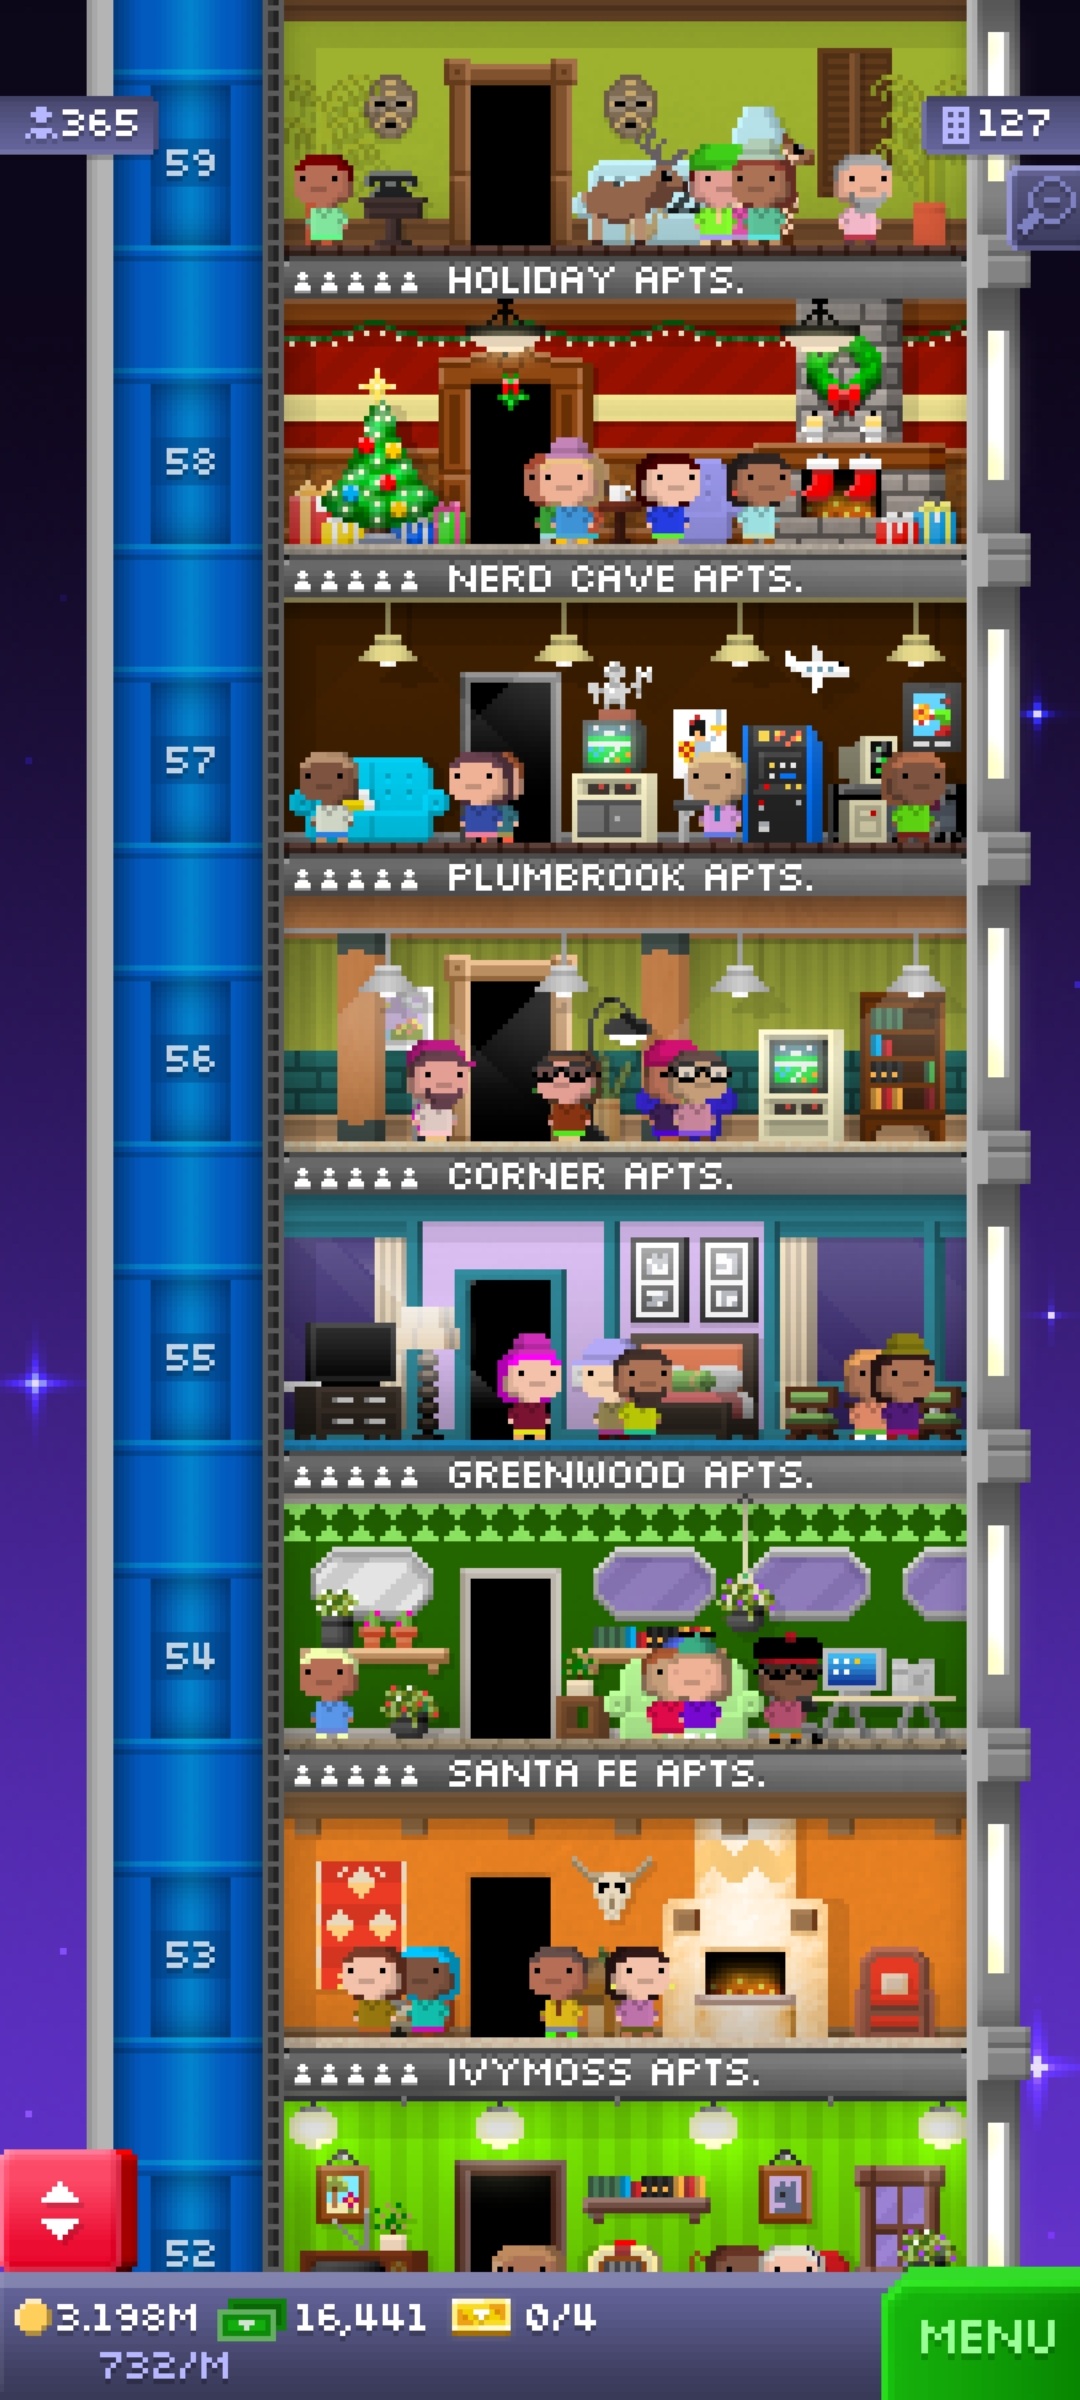 365
127
59
HOLIDAY APTS.
58
NERD CAVE APTS.
57
PLUMBROOK APTS.
56
CORNER APTS.
55
GREENWOOD APTS.
54
SANTA FE APTS.
53
IVYMOSS APTS.
52
3.198M 16,441 0/4
732/M
MENU